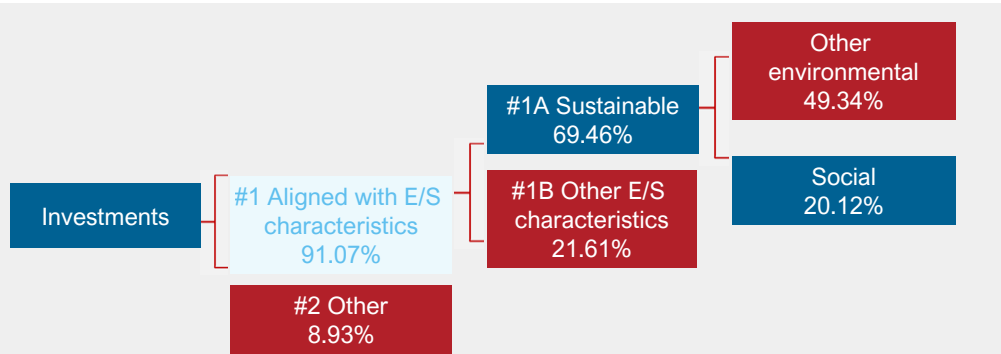 Investments
#1 Aligned with E/S
characteristics
91.07%
#2 Other
8.93%
#1A Sustainable
69.46%
#1B Other E/S
characteristics
21.61%
Other
environmental
49.34%
Social
20.12%